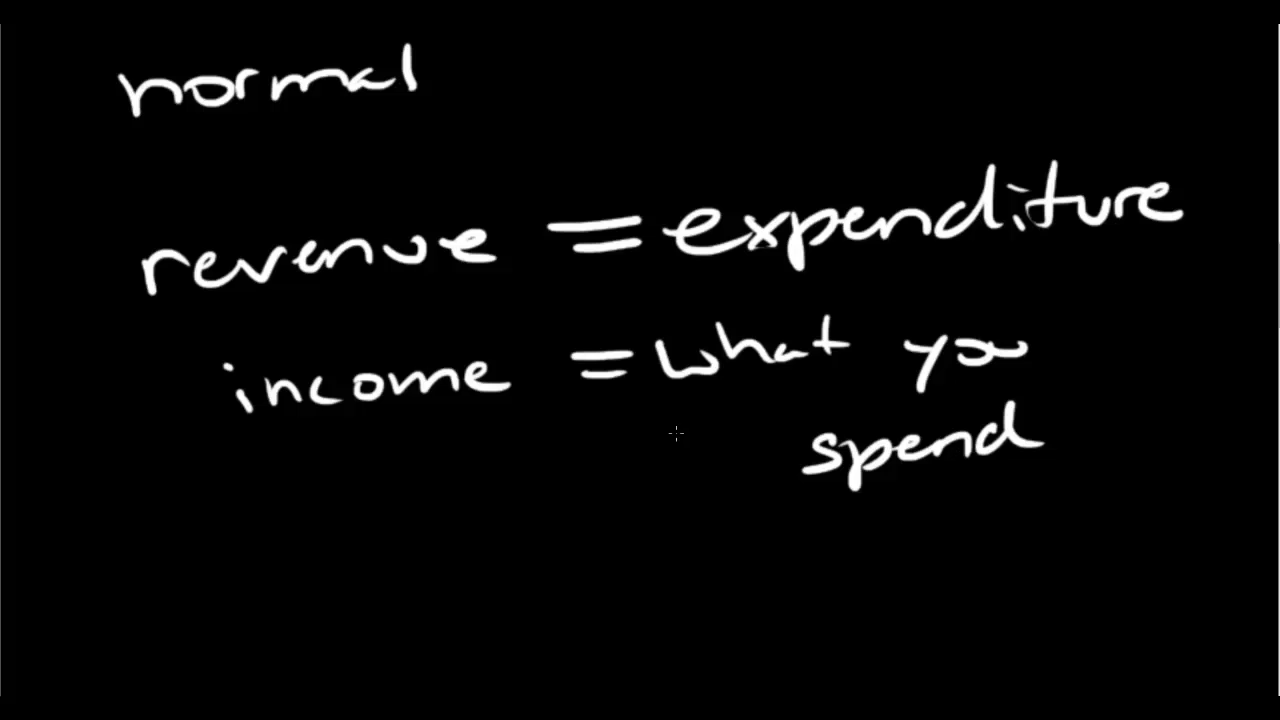 normal
revenue = expenditure
income = what you
spend